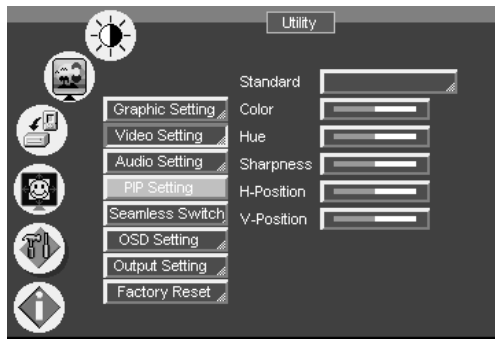 Utility
Standard
Graphic Setting Color
Video Setting Hue
Audio Setting Sharpness
PIP Setting H-Position
Seamless Switch V-Position
OSD Setting
Output Setting
Factory Reset